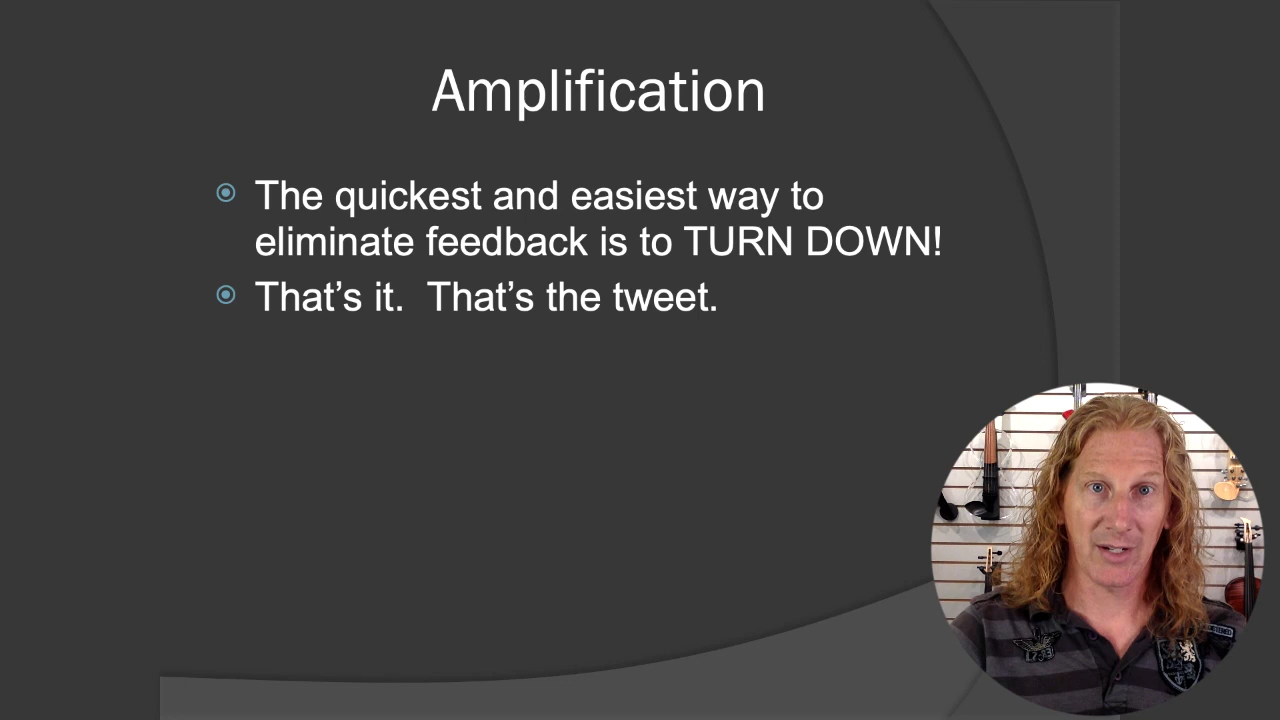 Amplification
The quickest and easiest way to
eliminate feedback is to TURN DOWN!
That’s it.  That’s the tweet.